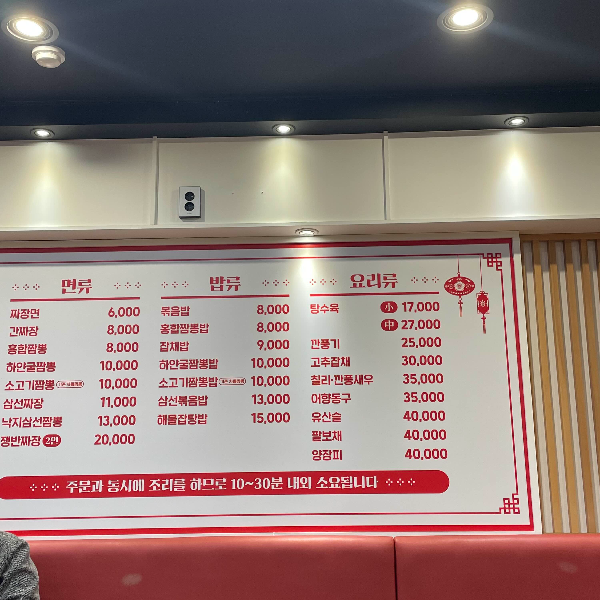 면류
짜장면 6,000
간짜장 8,000
홍합짬뽕 8,000
하얀굴짬뽕 10,000
소고기짬뽕 10,000
삼선짜장 11,000
낙지삼선짬뽕 13,000
쟁반짜장 2인 20,000
밥류
볶음밥 8,000
홍합짬뽕밥 8,000
잡채밥 9,000
하얀굴짬뽕밥 10,000
소고기짬뽕밥 10,000
삼선볶음밥 13,000
해물잡탕밥 15,000
요리류
탕수육 小 17,000
中 27,000
깐풍기 25,000
고추잡채 30,000
칠리·깐풍새우 35,000
어향동구 35,000
유산슬 40,000
팔보채 40,000
양장피 40,000
주문과 동시에 조리를 하므로 10~30분 내외 소요됩니다